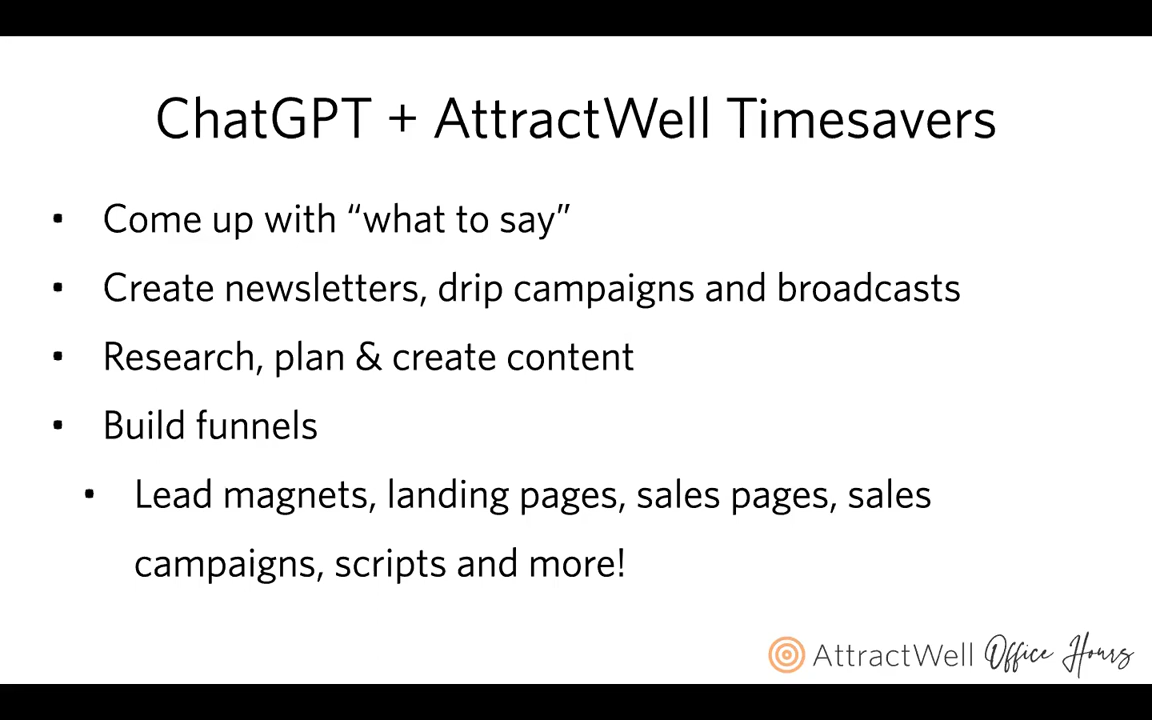 ChatGPT + AttractWell Timesavers
• Come up with “what to say”
• Create newsletters, drip campaigns and broadcasts
• Research, plan & create content
• Build funnels
• Lead magnets, landing pages, sales pages, sales
campaigns, scripts and more!
AttractWell Office Hours